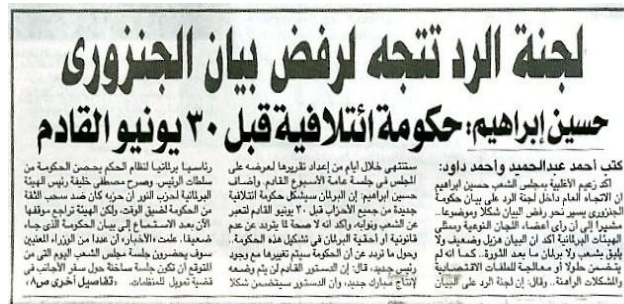 لجنة الرد تتجه لرفض بيان الجنزورى
حسين إبراهيم: حكومة ائتلافية قبل ٣٠ يونيو القادم
كتب أحمد عبدالحميد وأحمد داود:
أكد زعيم الأغلبية بمجلس الشعب حسين ابراهيم
ان الاتجاه العام داخل لجنة الرد على بيان حكومة
الجنزورى يسير نحو رفض البيان شكلا وموضوعا..
مشيرا إلى أن رأى أعضاء اللجان النوعية وممثلى
الهيئات البرلمانية أكد أن البيان هزيل وضعيف ولا
يليق بشعب ولا برلمان ما بعد الثورة.. كما انه لم
يتضمن حلولا أو معالجة للملفات الاقتصادية
والمشكلات الراهنة.. وقال: إن لجنة الرد على البيان
ستنتهى خلال أيام من إعداد تقريرها لعرضه على
المجلس فى جلسة عامة الأسبوع القادم. وأضاف
حسين ابراهيم: إن البرلمان سيشكل حكومة ائتلافية
جديدة من جميع الأحزاب قبل ٣٠ يونيو القادم لتعبر
عن الشعب ونوابه. وأكد انه لا صحة لما يتردد عن عدم
قانونية أو أحقية البرلمان فى تشكيل هذه الحكومة..
وحول ما تردد عن أن الحكومة سيتم تغييرها مع وجود
رئيس جديد، قال: إن الدستور القادم لن يتم وضعه
لإنتاج مبارك جديد، وأن الدستور سيتضمن شكلا
رئاسيا برلمانيا لنظام الحكم يحصن الحكومة من
سلطات الرئيس. وصرح مصطفى خليفة رئيس الهيئة
البرلمانية لحزب النور أن حزبه كان ضد سحب الثقة
من الحكومة لضيق الوقت، ولكن الهيئة تراجع موقفها
الآن بعد الاستماع إلى بيان الحكومة الذى جاء
ضعيفا. علمت «الأخبار» أن عددا من الوزراء المعنيين
سوف يحضرون جلسة مجلس الشعب اليوم التى من
المتوقع أن تكون جلسة ساخنة حول سفر الأجانب فى
قضية تمويل المنظمات. «تفاصيل أخرى ص٨»